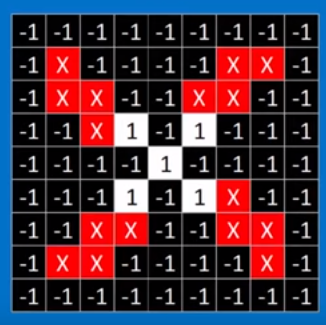 -1 -1 -1 -1 -1 -1 -1 -1 -1
-1 X -1 -1 -1 -1 X X -1
-1 X X -1 -1 X X -1 -1
-1 -1 X 1 -1 1 -1 -1 -1
-1 -1 -1 -1 1 -1 -1 -1 -1
-1 -1 -1 1 -1 1 X -1 -1
-1 -1 X X -1 -1 X X -1
-1 X X -1 -1 -1 -1 X -1
-1 -1 -1 -1 -1 -1 -1 -1 -1